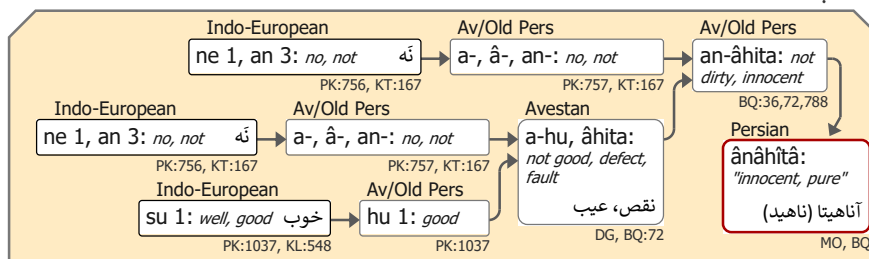 Indo-European
ne 1, an 3: no, not نَه
PK:756, KT:167
Av/Old Pers
a-, â-, an-: no, not
PK:757, KT:167
Av/Old Pers
an-âhita: not
dirty, innocent
BQ:36,72,788
Indo-European
ne 1, an 3: no, not نَه
PK:756, KT:167
Av/Old Pers
a-, â-, an-: no, not
PK:757, KT:167
Avestan
a-hu, âhita:
not good, defect,
fault
نقص، عیب
DG, BQ:72
Persian
ânâhîtâ:
"innocent, pure"
آناهیتا (ناهید)
MO, BQ
Indo-European
su 1: well, good خوب
PK:1037, KL:548
Av/Old Pers
hu 1: good
PK:1037